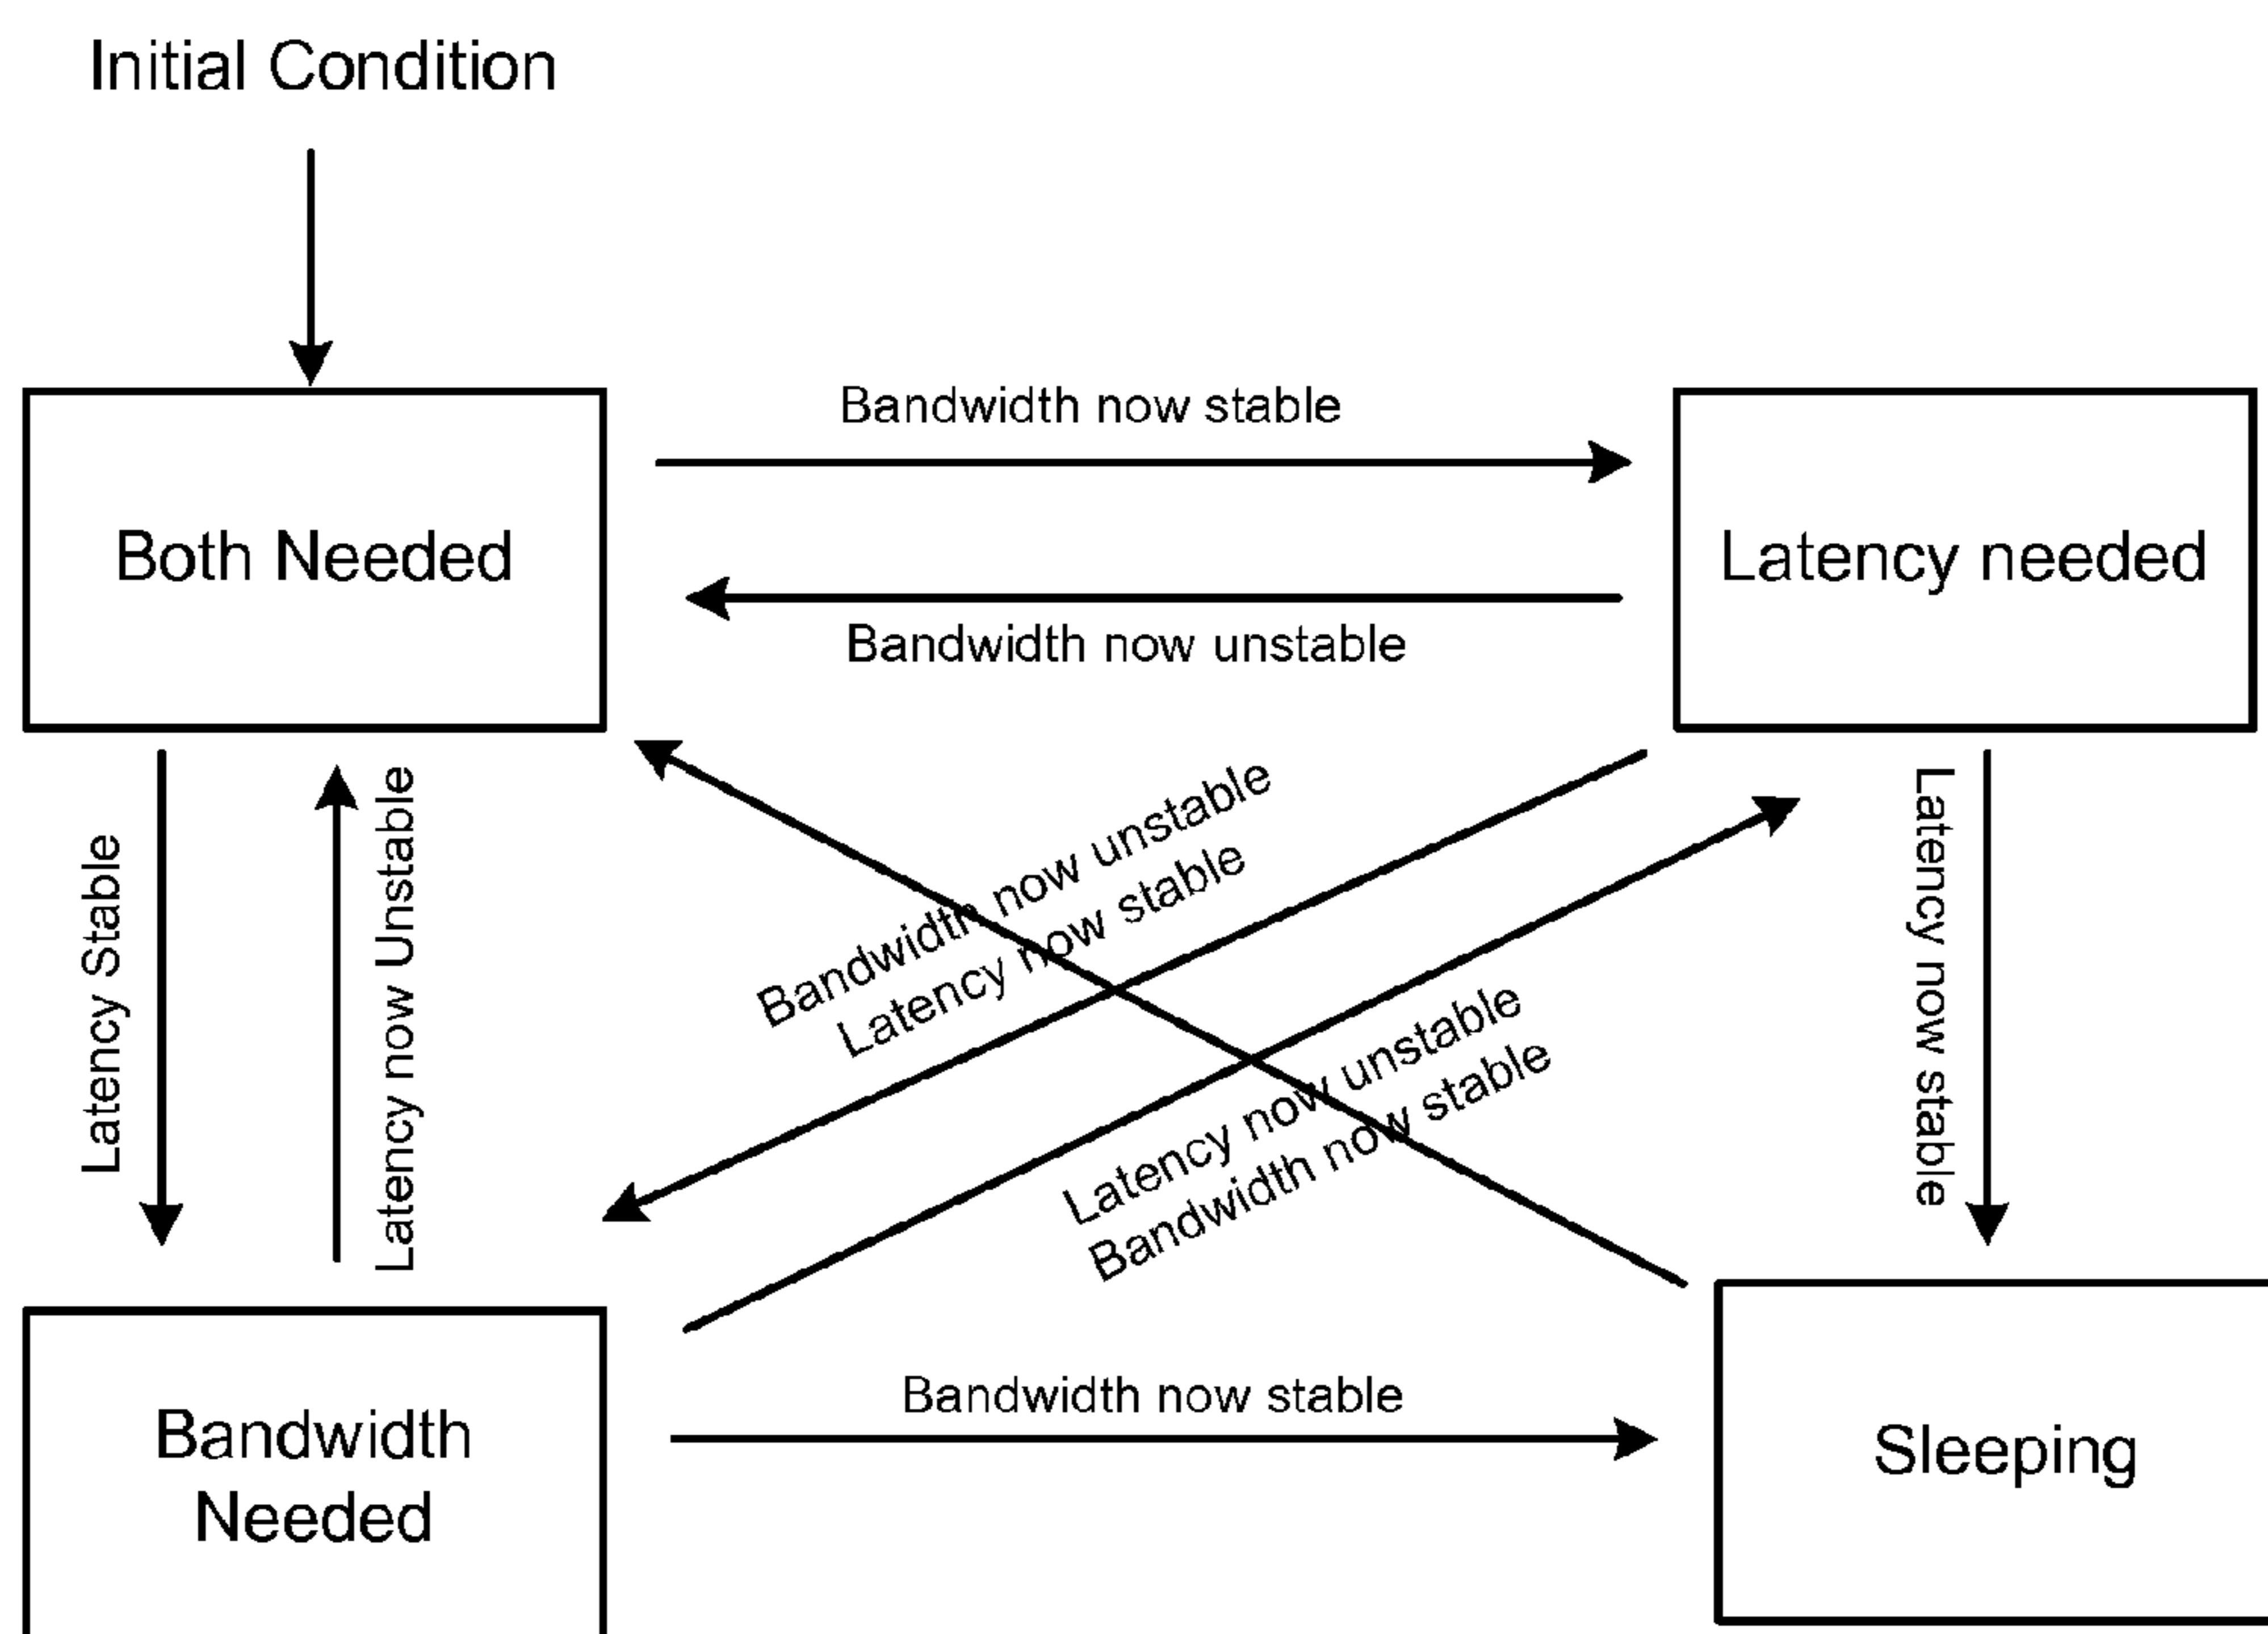 Initial Condition
Bandwidth now stable
Both Needed
Latency needed
Bandwidth now unstable
Latency Stable
Latency now Unstable
Bandwidth now unstable
Latency now stable
Latency now unstable
Bandwidth now stable
Latency now stable
Bandwidth now stable
Bandwidth
Needed
Sleeping